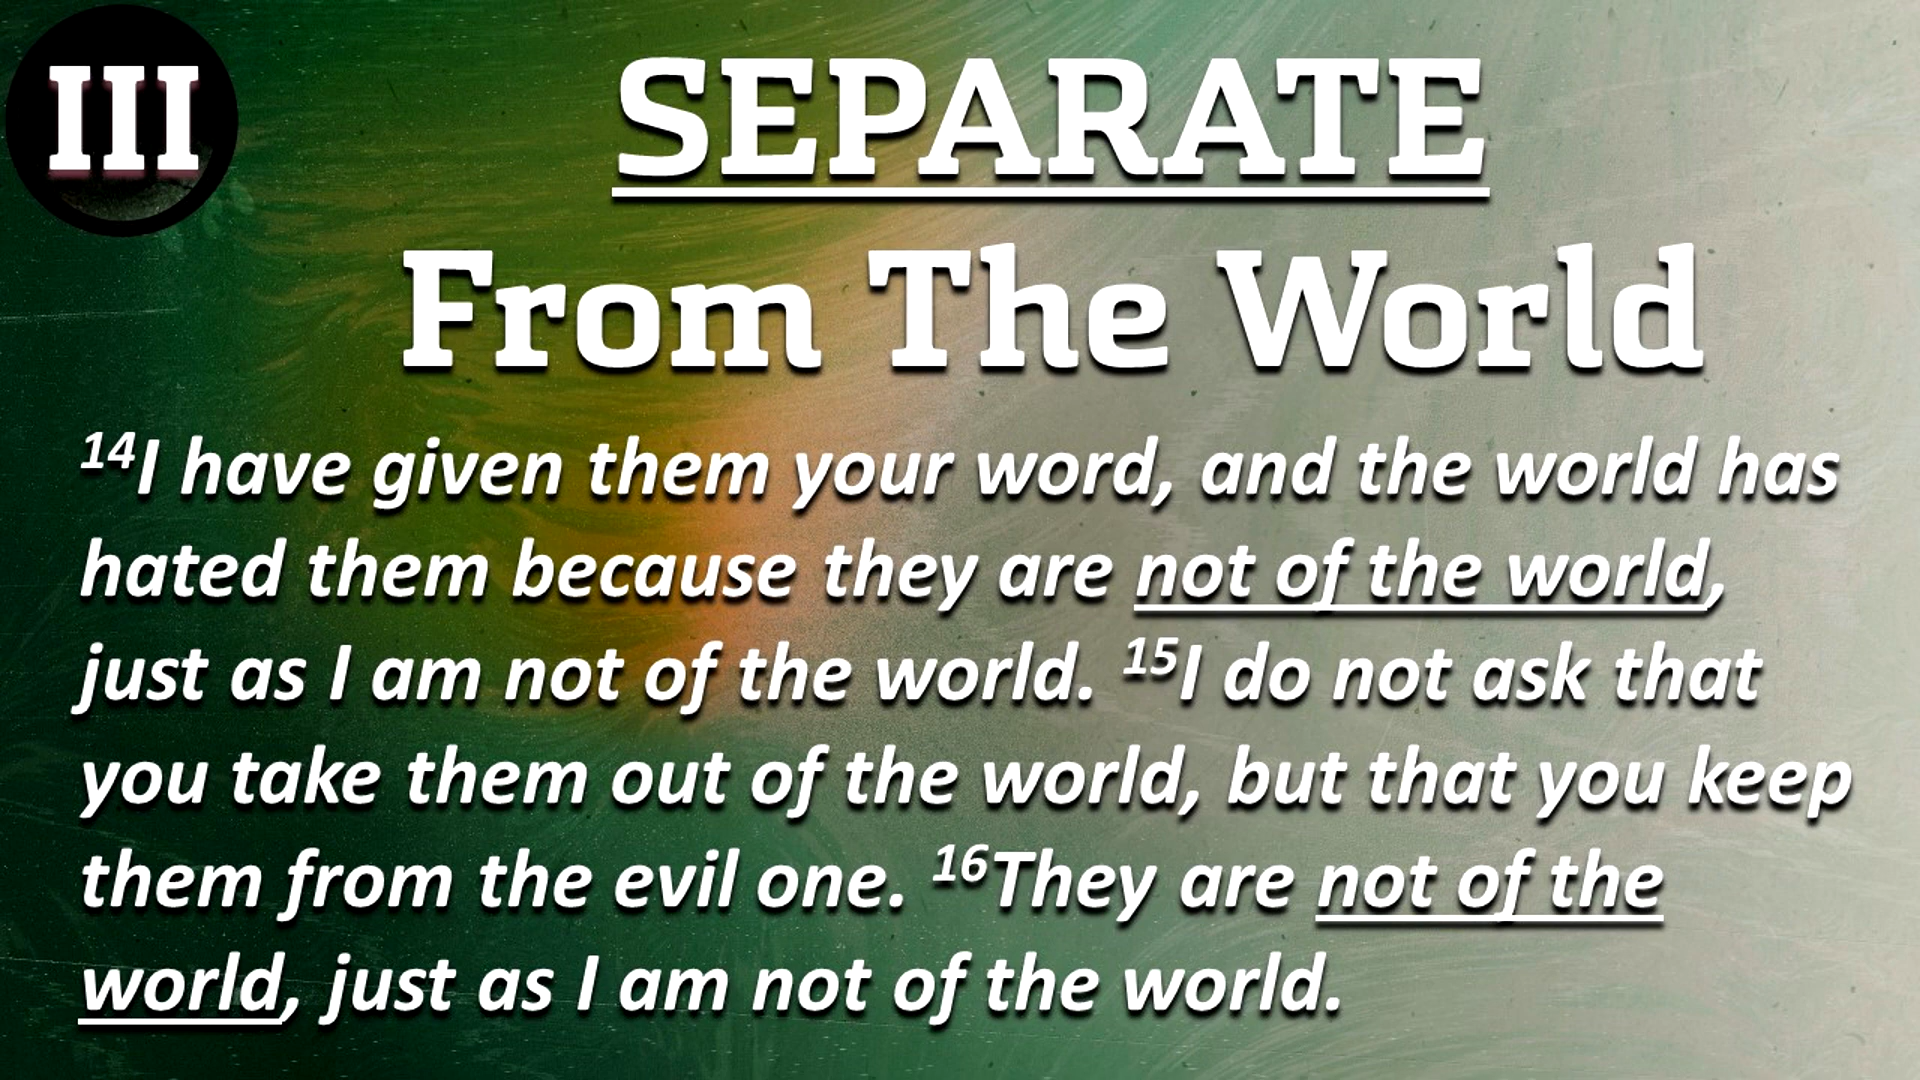 III
SEPARATE
From The World
14I have given them your word, and the world has
hated them because they are not of the world,
just as I am not of the world. 15I do not ask that
you take them out of the world, but that you keep
them from the evil one. 16They are not of the
world, just as I am not of the world.